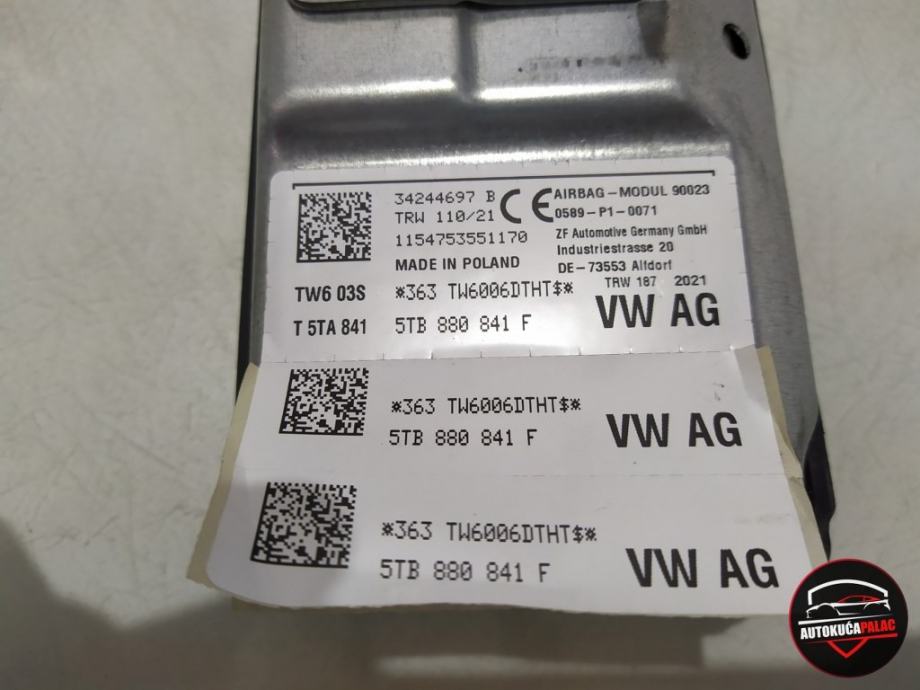 34244697 B
TRW 110/21
1154753551170
MADE IN POLAND
CE
AIRBAG-MODUL 90023
0589-P1-0071
ZF Automotive Germany GmbH
Industriestrasse 20
DE-73553 Alfdorf
TRW 187 2021
TW6 03S
*363 TW6006DTHT$*
T 5TA 841
5TB 880 841 F
VW AG
*363 TW6006DTHT$*
5TB 880 841 F
VW AG
*363 TW6006DTHT$*
5TB 880 841 F
VW AG
AUTOKUĆAPALAC